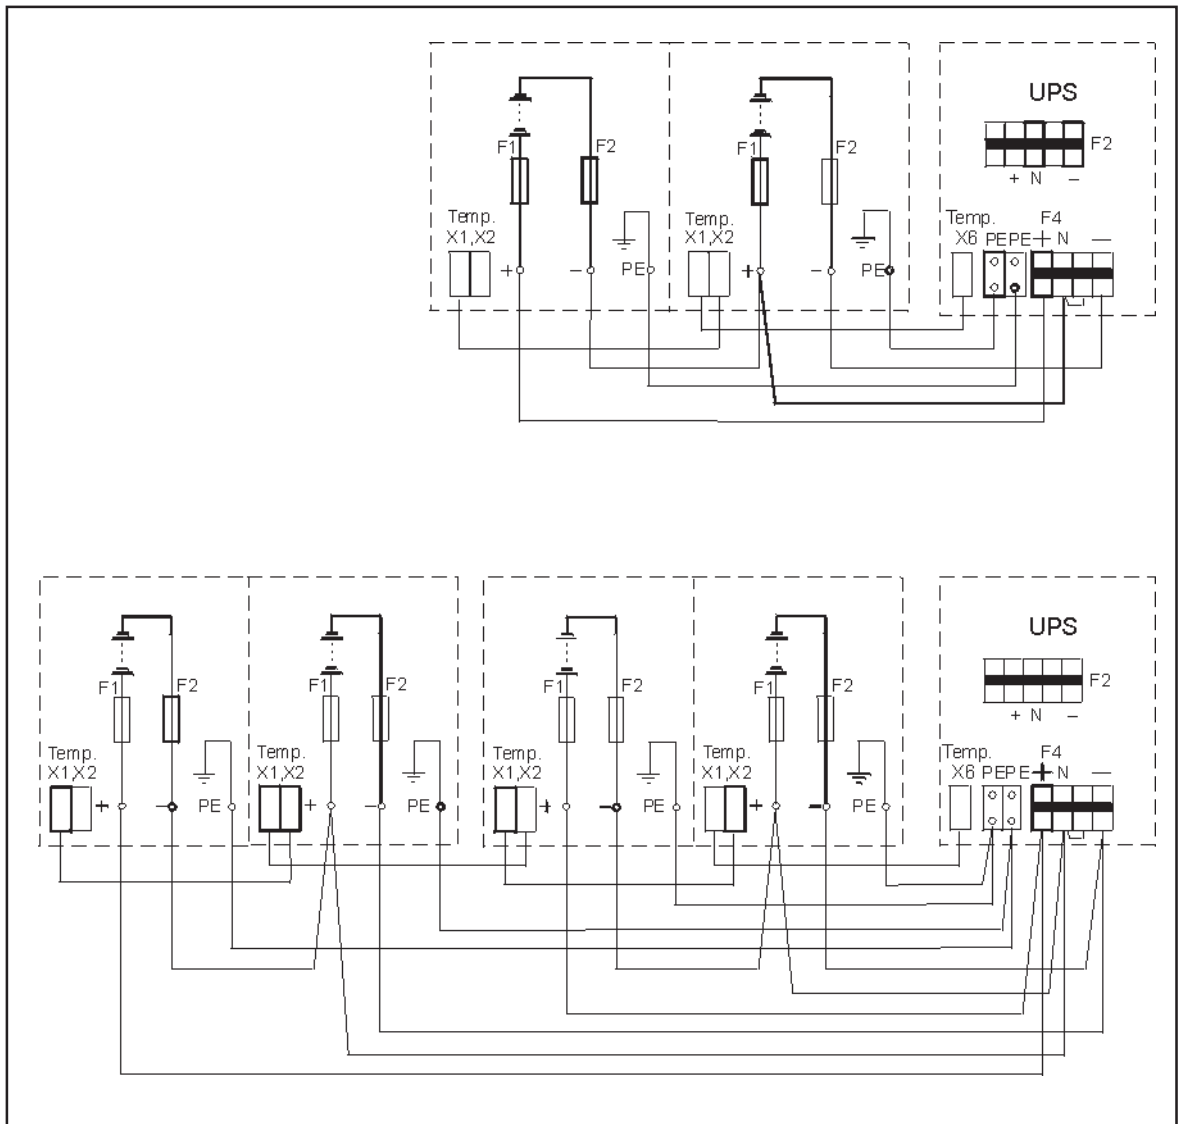 UPS
F2
+ N −
F1 F2 F1 F2
Temp. Temp. Temp. F4
X1,X2 X1,X2 X6 PE PE + N —
+ − PE + − PE
UPS
F2
+ N −
F1 F2 F1 F2 F1 F2 F1 F2
Temp. Temp. Temp. Temp. Temp. F4
X1,X2 X1,X2 X1,X2 X1,X2 X6 PE PE + N —
+ − PE + − PE + − PE + − PE